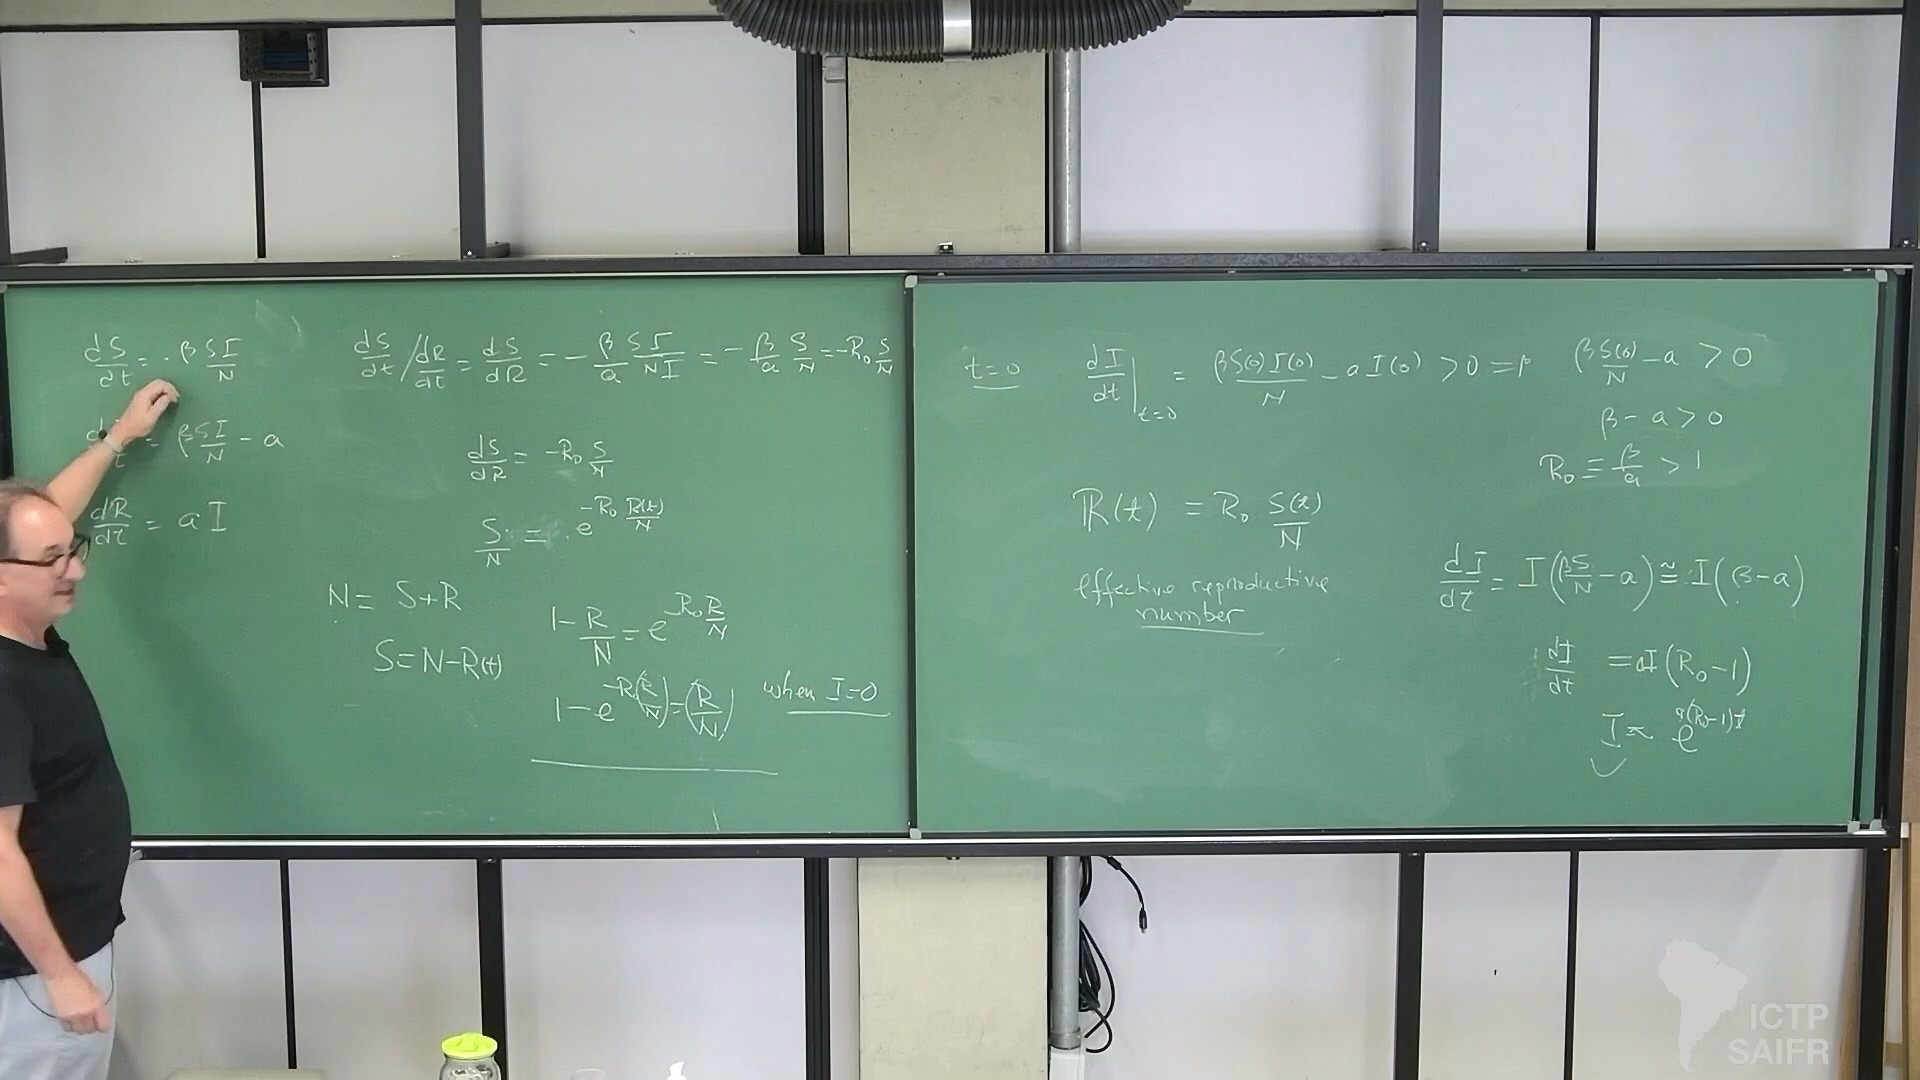 dS/dt = - β SI/N
= β SI/N - a
dR/dt = a I
dS/dt / dR/dt = dS/dR = - β/a SI/NI = - β/a S/N = -R₀ S/N
dS/dR = -R₀ S/N
S/N = e^(-R₀ R(t)/N)
N = S+R
S = N-R(t)
1 - R/N = e^(-R₀ R/N)
1 - e^(-R₀(R/N)) = (R/N) when I=0
t=0 dI/dt |t=0 = βS(0)I(0)/N - a I(0) > 0 ⇒ βS(0)/N - a > 0
β - a > 0
R₀ ≡ β/a > 1
ℝ(t) = R₀ S(t)/N
effective reproductive
number
dI/dt = I(βS/N - a) ≅ I(β-a)
dI/dt = aI(R₀-1)
I ∝ e^(a(R₀-1)t)
ICTP
SAIFR